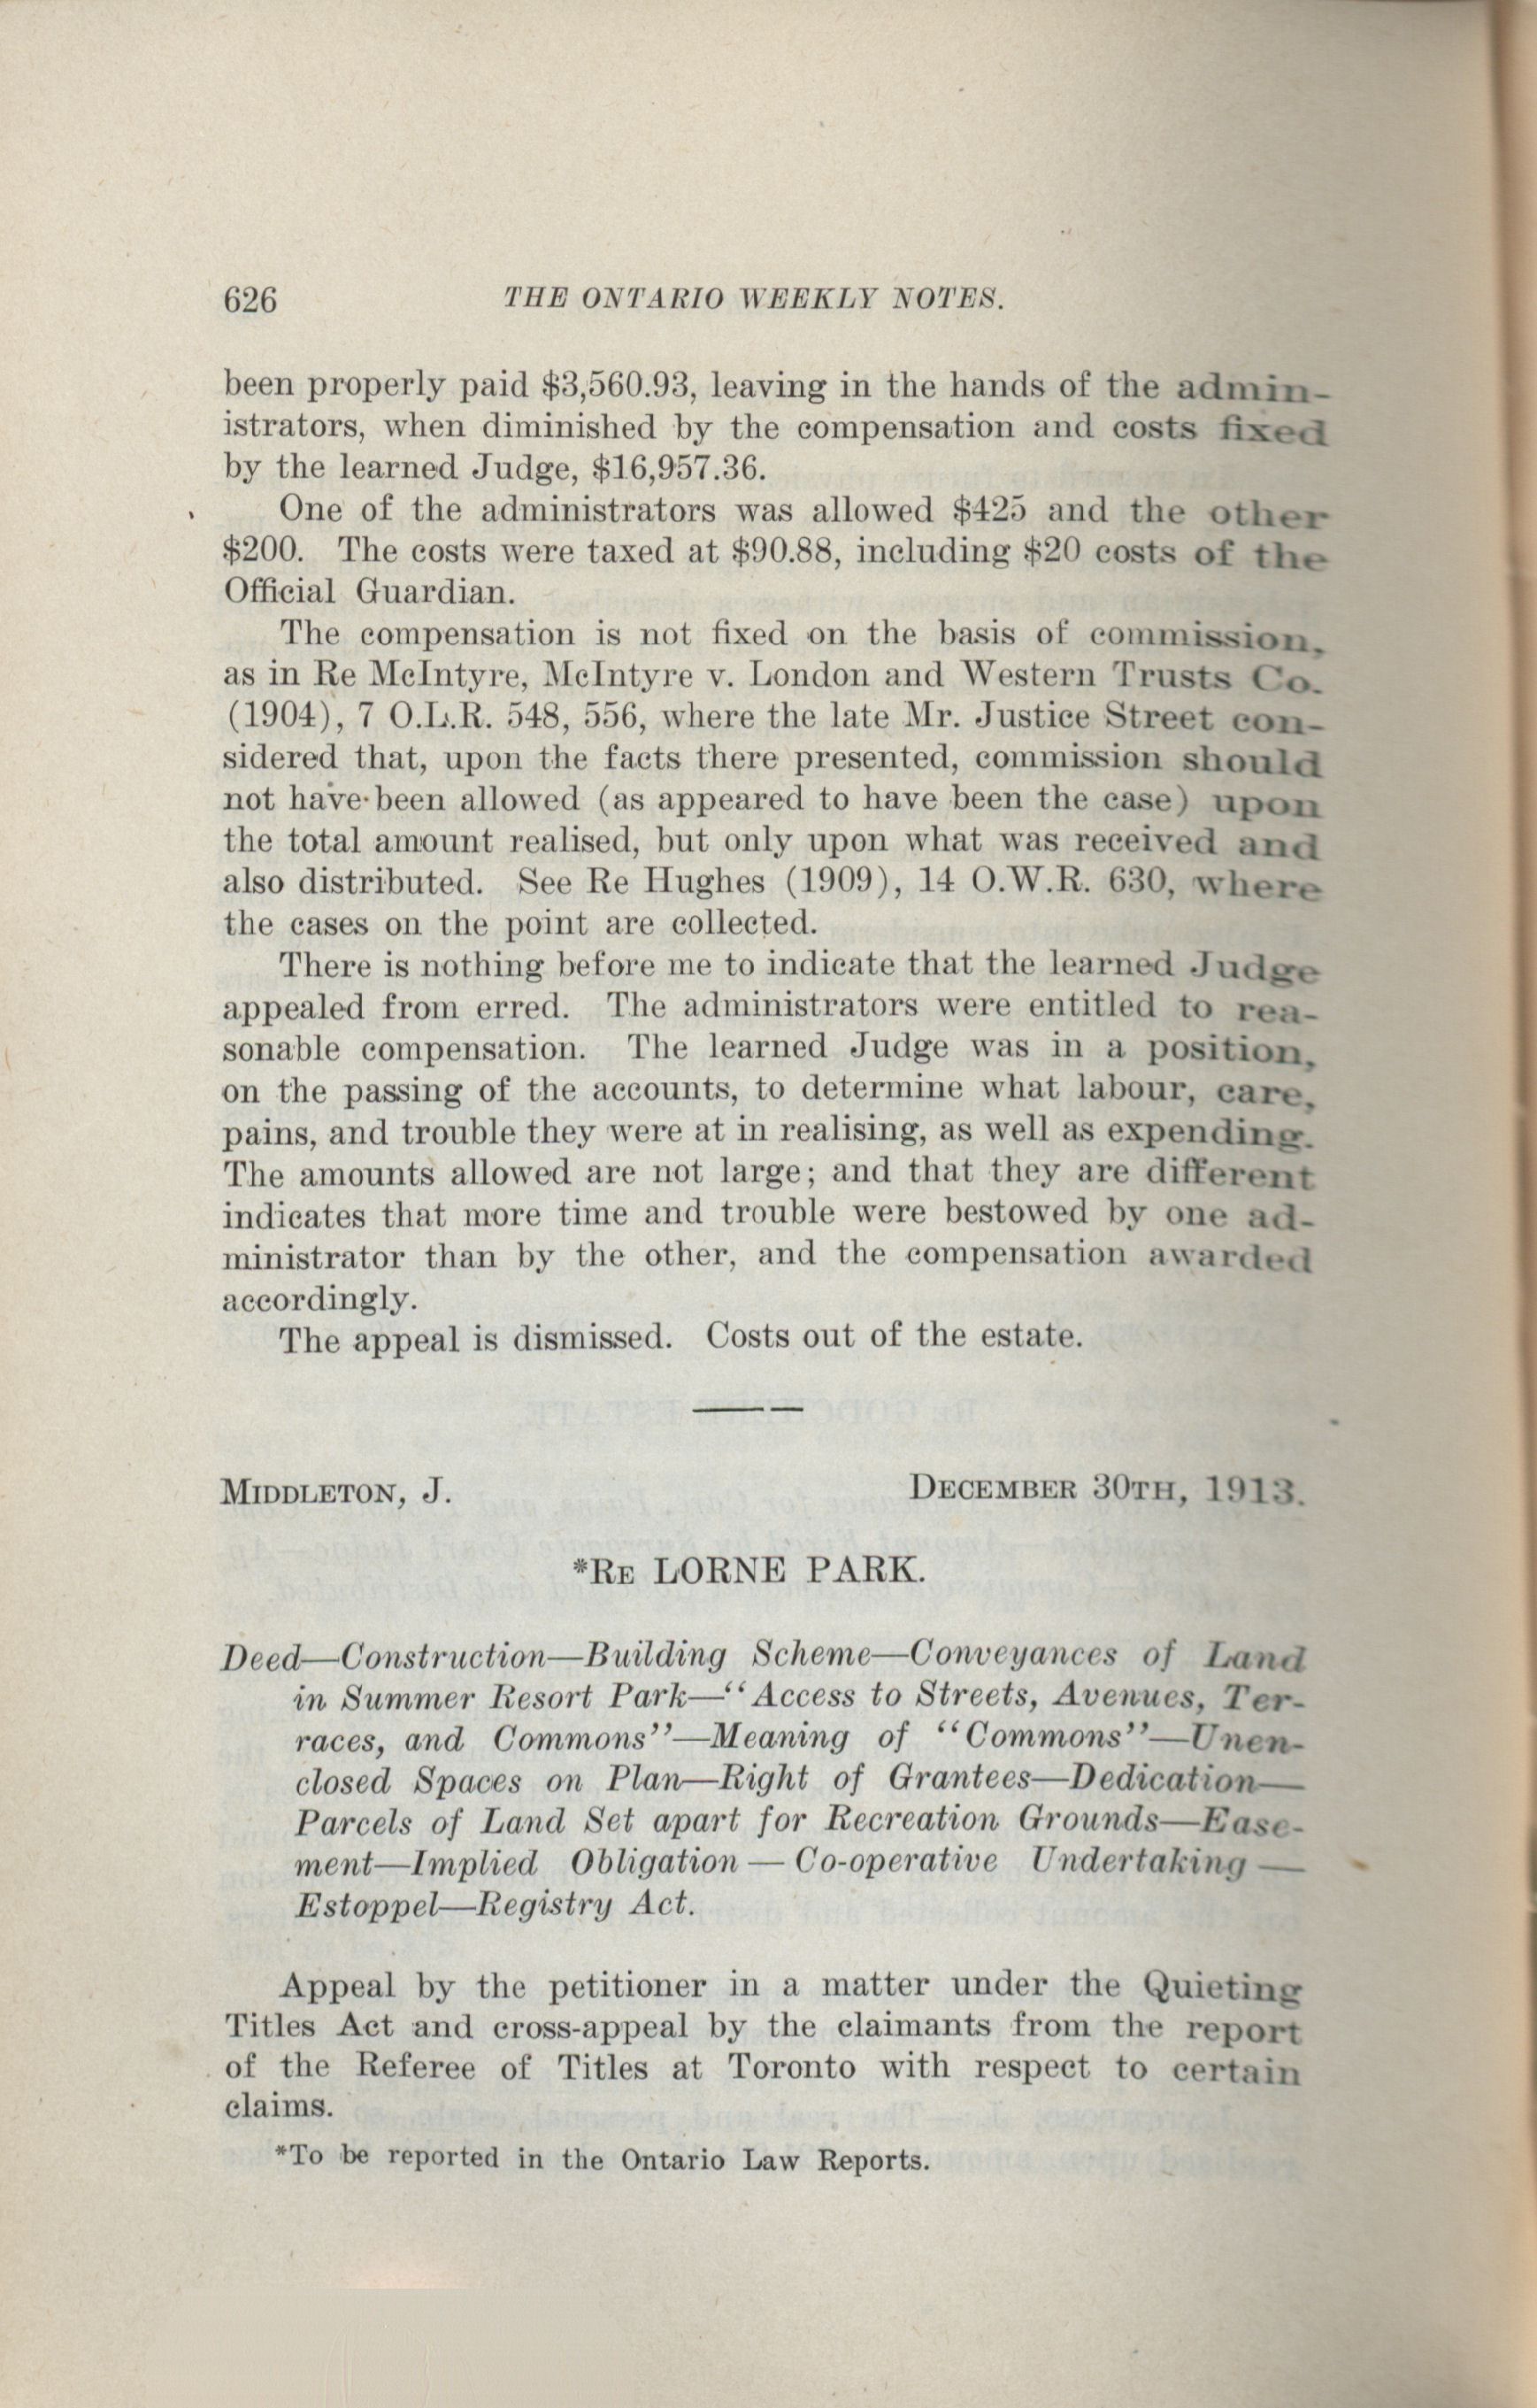 626 THE ONTARIO WEEKLY NOTES.
been properly paid $3,560.93, leaving in the hands of the admin-
istrators, when diminished by the compensation and costs fixed
by the learned Judge, $16,957.36.
One of the administrators was allowed $425 and the other
$200. The costs were taxed at $90.88, including $20 costs of the
Official Guardian.
The compensation is not fixed on the basis of commission,
as in Re McIntyre, McIntyre v. London and Western Trusts Co.
(1904), 7 O.L.R. 548, 556, where the late Mr. Justice Street con-
sidered that, upon the facts there presented, commission should
not have been allowed (as appeared to have been the case) upon
the total amount realised, but only upon what was received and
also distributed. See Re Hughes (1909), 14 O.W.R. 630, where
the cases on the point are collected.
There is nothing before me to indicate that the learned Judge
appealed from erred. The administrators were entitled to rea-
sonable compensation. The learned Judge was in a position,
on the passing of the accounts, to determine what labour, care,
pains, and trouble they were at in realising, as well as expending.
The amounts allowed are not large; and that they are different
indicates that more time and trouble were bestowed by one ad-
ministrator than by the other, and the compensation awarded
accordingly.
The appeal is dismissed. Costs out of the estate.
MIDDLETON, J. DECEMBER 30TH, 1913.
*RE LORNE PARK.
Deed—Construction—Building Scheme—Conveyances of Land
in Summer Resort Park—"Access to Streets, Avenues, Ter-
races, and Commons"—Meaning of "Commons"—Unen-
closed Spaces on Plan—Right of Grantees—Dedication—
Parcels of Land Set apart for Recreation Grounds—Ease-
ment—Implied Obligation — Co-operative Undertaking —
Estoppel—Registry Act.
Appeal by the petitioner in a matter under the Quieting
Titles Act and cross-appeal by the claimants from the report
of the Referee of Titles at Toronto with respect to certain
claims.
*To be reported in the Ontario Law Reports.